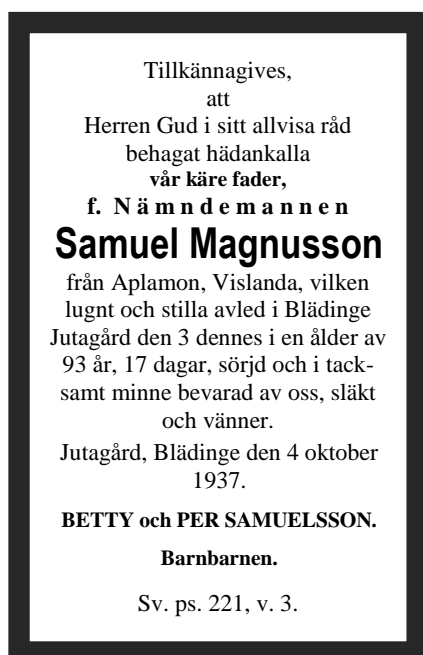 Tillkännagives,
att
Herren Gud i sitt allvisa råd
behagat hädankalla
vår käre fader,
f. Nämndemannen
Samuel Magnusson
från Aplamon, Vislanda, vilken
lugnt och stilla avled i Blädinge
Jutagård den 3 dennes i en ålder av
93 år, 17 dagar, sörjd och i tack-
samt minne bevarad av oss, släkt
och vänner.
Jutagård, Blädinge den 4 oktober
1937.
BETTY och PER SAMUELSSON.
Barnbarnen.
Sv. ps. 221, v. 3.